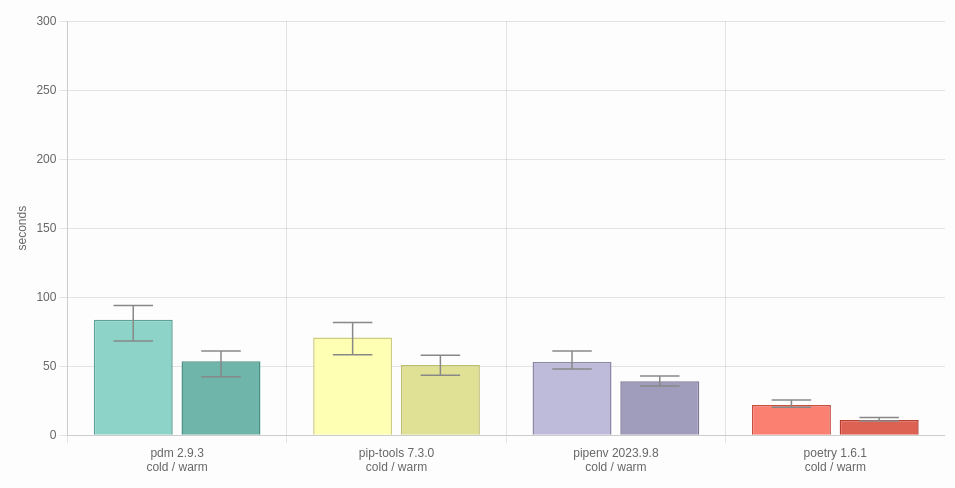 300
250
200
150
100
50
0
seconds
pdm 2.9.3
cold / warm
pip-tools 7.3.0
cold / warm
pipenv 2023.9.8
cold / warm
poetry 1.6.1
cold / warm